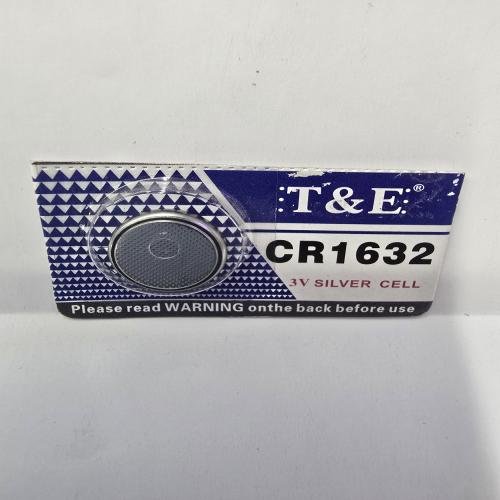 T&E®
CR1632
3V SILVER CELL
Please read WARNING onthe back before use